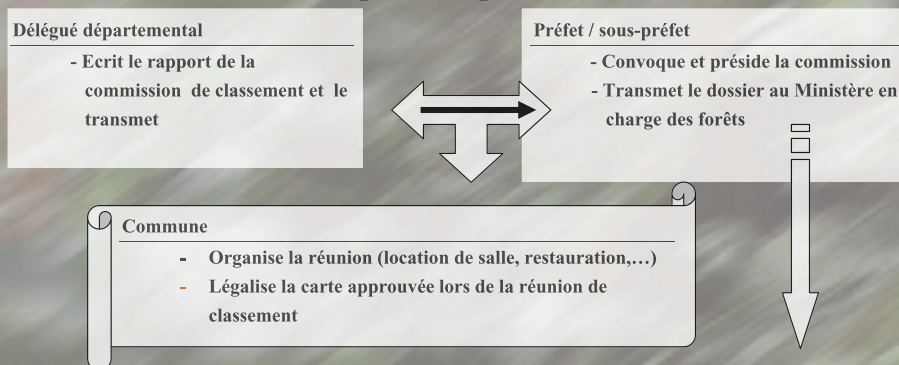 Délégué départemental
- Ecrit le rapport de la
commission de classement et le
transmet
Préfet / sous-préfet
- Convoque et préside la commission
- Transmet le dossier au Ministère en
charge des forêts
Commune
- Organise la réunion (location de salle, restauration,…)
- Légalise la carte approuvée lors de la réunion de
classement